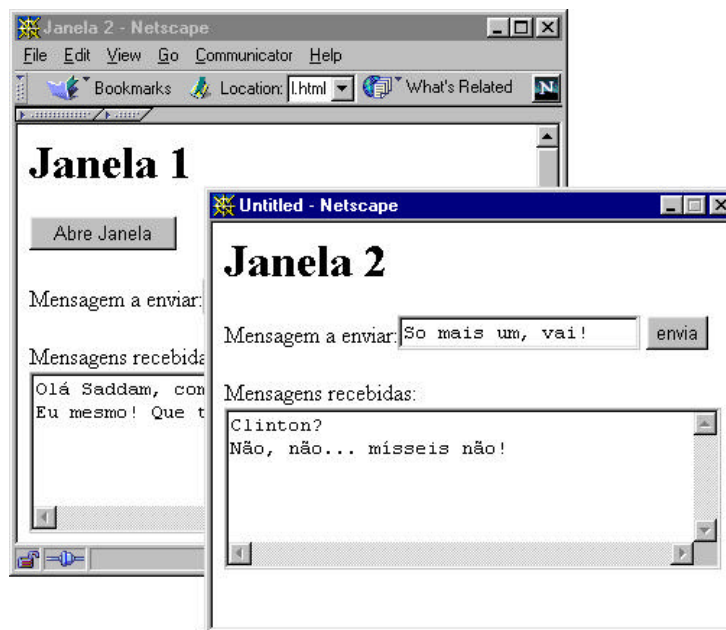 Janela 2 - Netscape
File Edit View Go Communicator Help
Bookmarks Location: l.html What's Related N
Janela 1
Abre Janela
Mensagem a enviar:
Mensagens
Olá Saddam,
Eu mesmo! Que
Untitled - Netscape
Janela 2
Mensagem a enviar: So mais um, vai! envia
Mensagens recebidas:
Clinton?
Não, não... mísseis não!